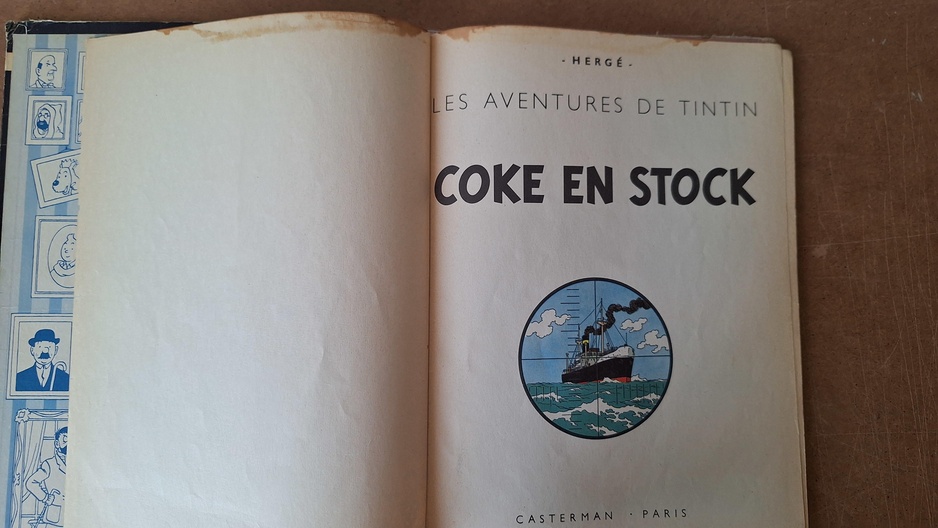 - HERGÉ -
LES AVENTURES DE TINTIN
COKE EN STOCK
CASTERMAN · PARIS